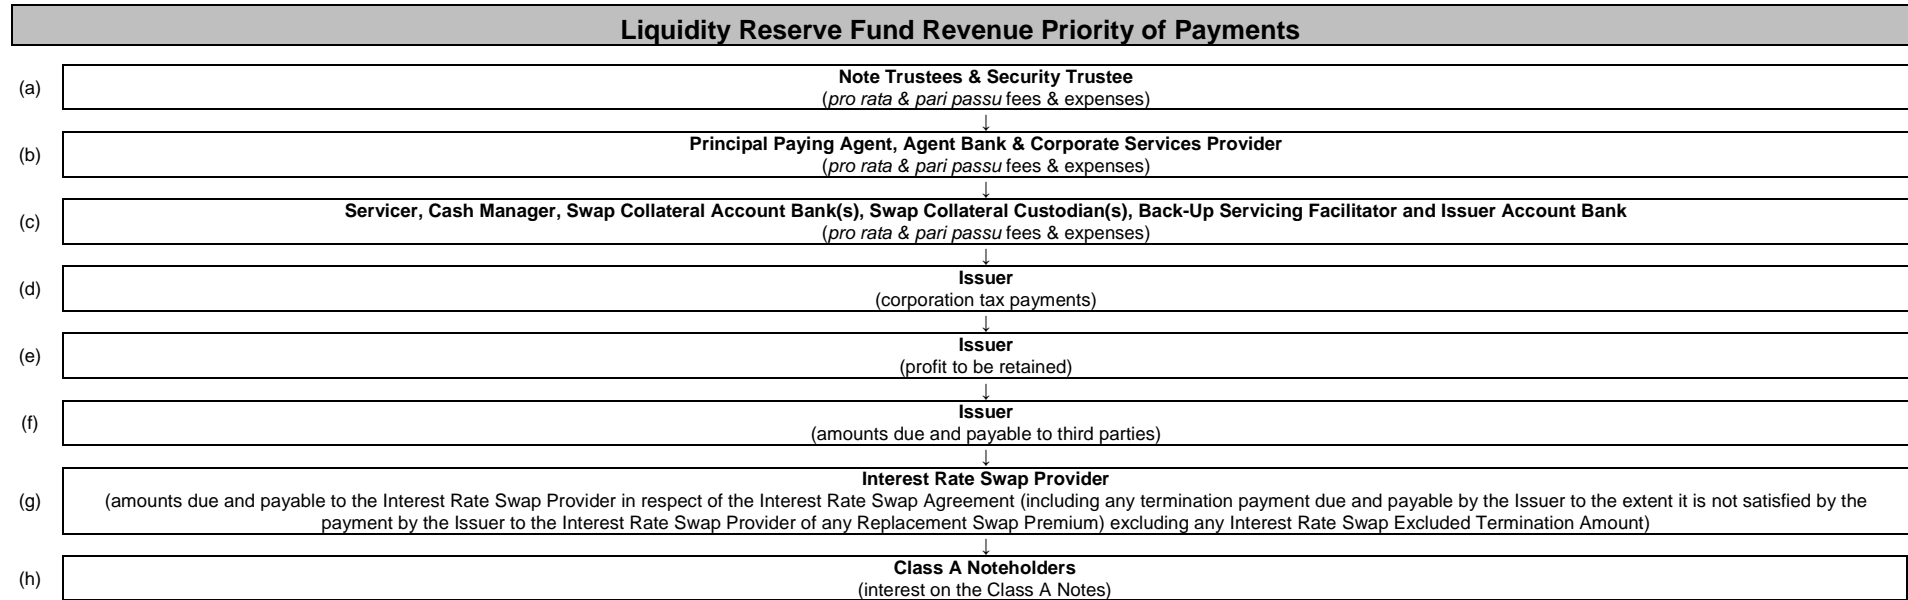 Liquidity Reserve Fund Revenue Priority of Payments
(a)
Note Trustees & Security Trustee
(pro rata & pari passu fees & expenses)
↓
(b)
Principal Paying Agent, Agent Bank & Corporate Services Provider
(pro rata & pari passu fees & expenses)
↓
(c)
Servicer, Cash Manager, Swap Collateral Account Bank(s), Swap Collateral Custodian(s), Back-Up Servicing Facilitator and Issuer Account Bank
(pro rata & pari passu fees & expenses)
↓
(d)
Issuer
(corporation tax payments)
↓
(e)
Issuer
(profit to be retained)
↓
(f)
Issuer
(amounts due and payable to third parties)
↓
(g)
Interest Rate Swap Provider
(amounts due and payable to the Interest Rate Swap Provider in respect of the Interest Rate Swap Agreement (including any termination payment due and payable by the Issuer to the extent it is not satisfied by the
payment by the Issuer to the Interest Rate Swap Provider of any Replacement Swap Premium) excluding any Interest Rate Swap Excluded Termination Amount)
↓
(h)
Class A Noteholders
(interest on the Class A Notes)